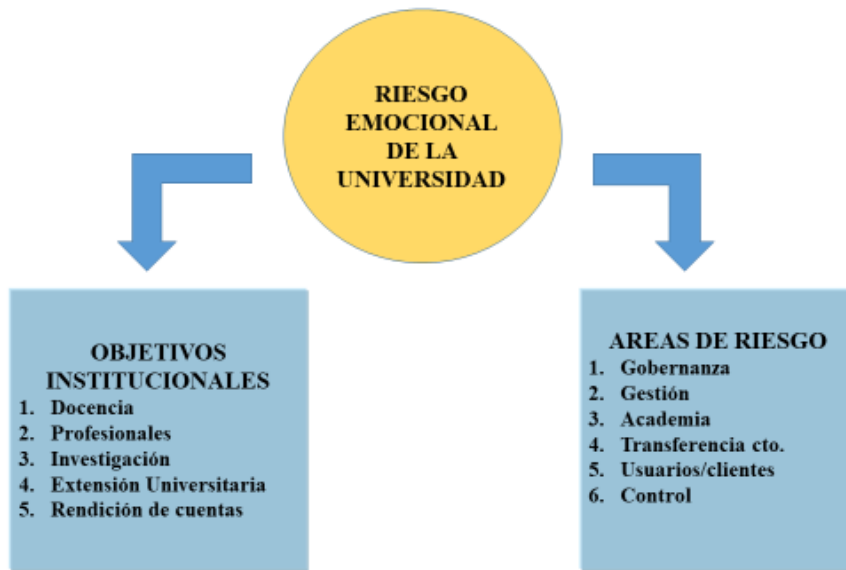 RIESGO
EMOCIONAL
DE LA
UNIVERSIDAD
OBJETIVOS
INSTITUCIONALES
1. Docencia
2. Profesionales
3. Investigación
4. Extensión Universitaria
5. Rendición de cuentas
AREAS DE RIESGO
1. Gobernanza
2. Gestión
3. Academia
4. Transferencia cto.
5. Usuarios/clientes
6. Control